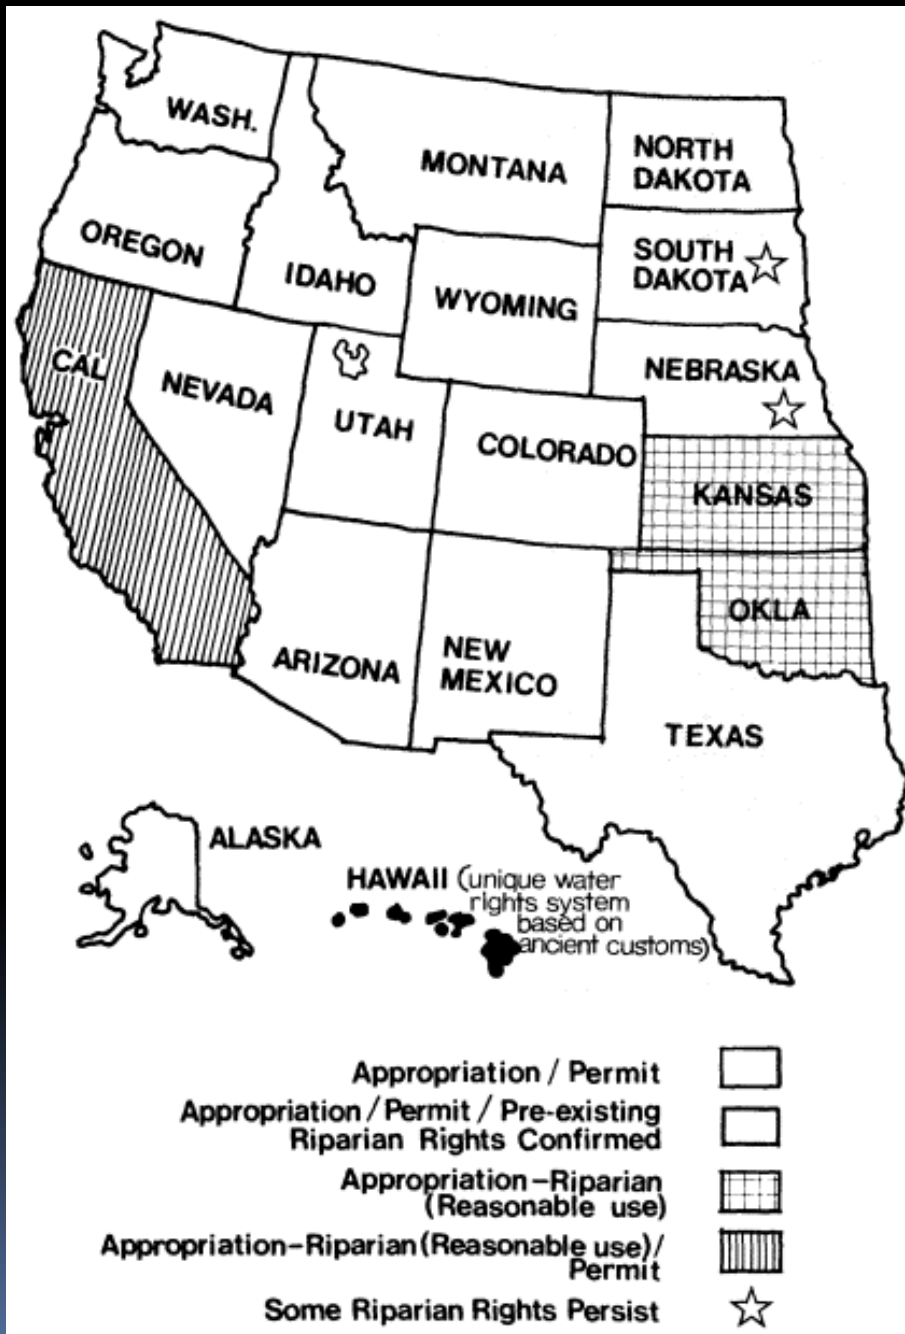 WASH.
MONTANA
NORTH
DAKOTA
OREGON
IDAHO
SOUTH
DAKOTA
WYOMING
CAL
NEVADA
NEBRASKA
UTAH
COLORADO
KANSAS
ARIZONA
NEW
MEXICO
OKLA
TEXAS
ALASKA
HAWAII (unique water
rights system
based on
ancient customs)
Appropriation / Permit
Appropriation / Permit / Pre-existing
Riparian Rights Confirmed
Appropriation-Riparian
(Reasonable use)
Appropriation-Riparian (Reasonable use)/
Permit
Some Riparian Rights Persist